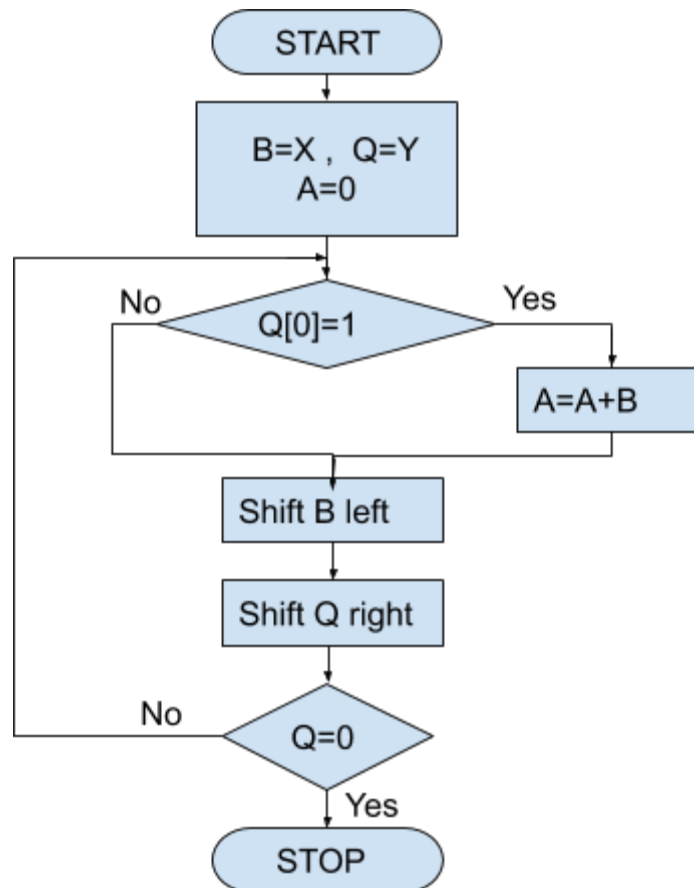 START
B=X , Q=Y
A=0
No
Yes
Q[0]=1
A=A+B
Shift B left
Shift Q right
No
Q=0
Yes
STOP